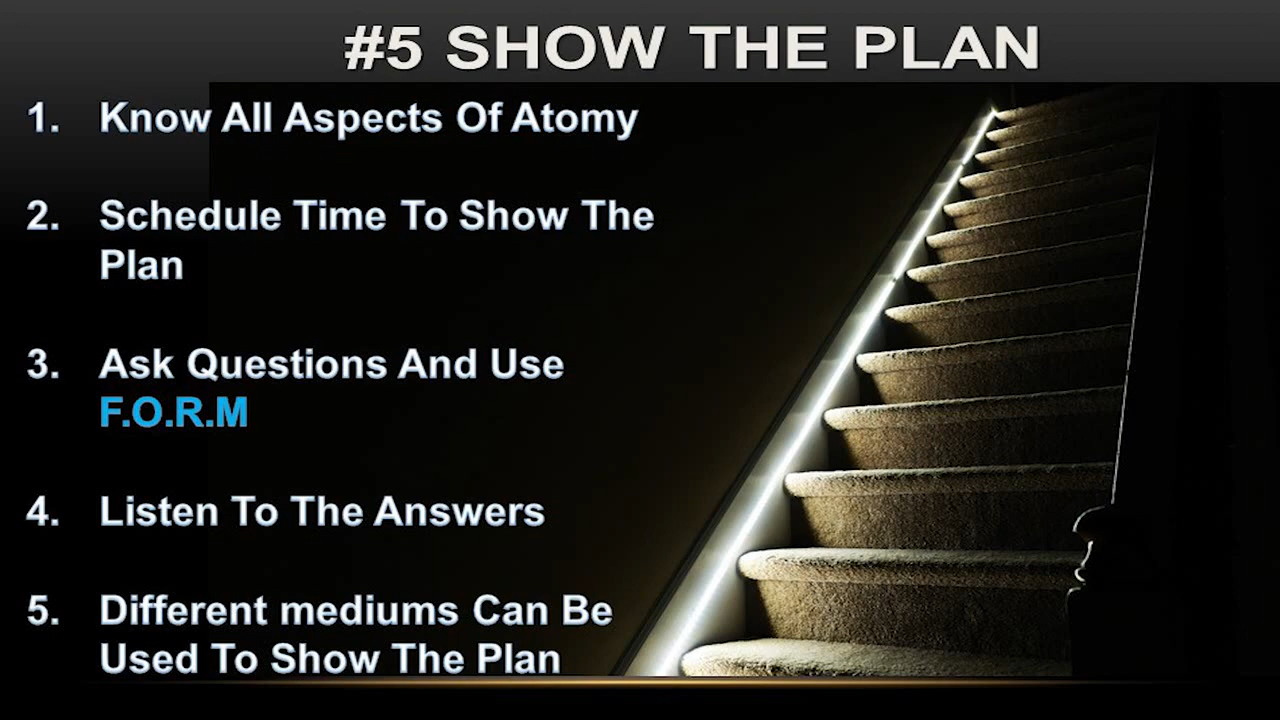 #5 SHOW THE PLAN
1. Know All Aspects Of Atomy
2. Schedule Time To Show The
Plan
3. Ask Questions And Use
F.O.R.M
4. Listen To The Answers
5. Different mediums Can Be
Used To Show The Plan